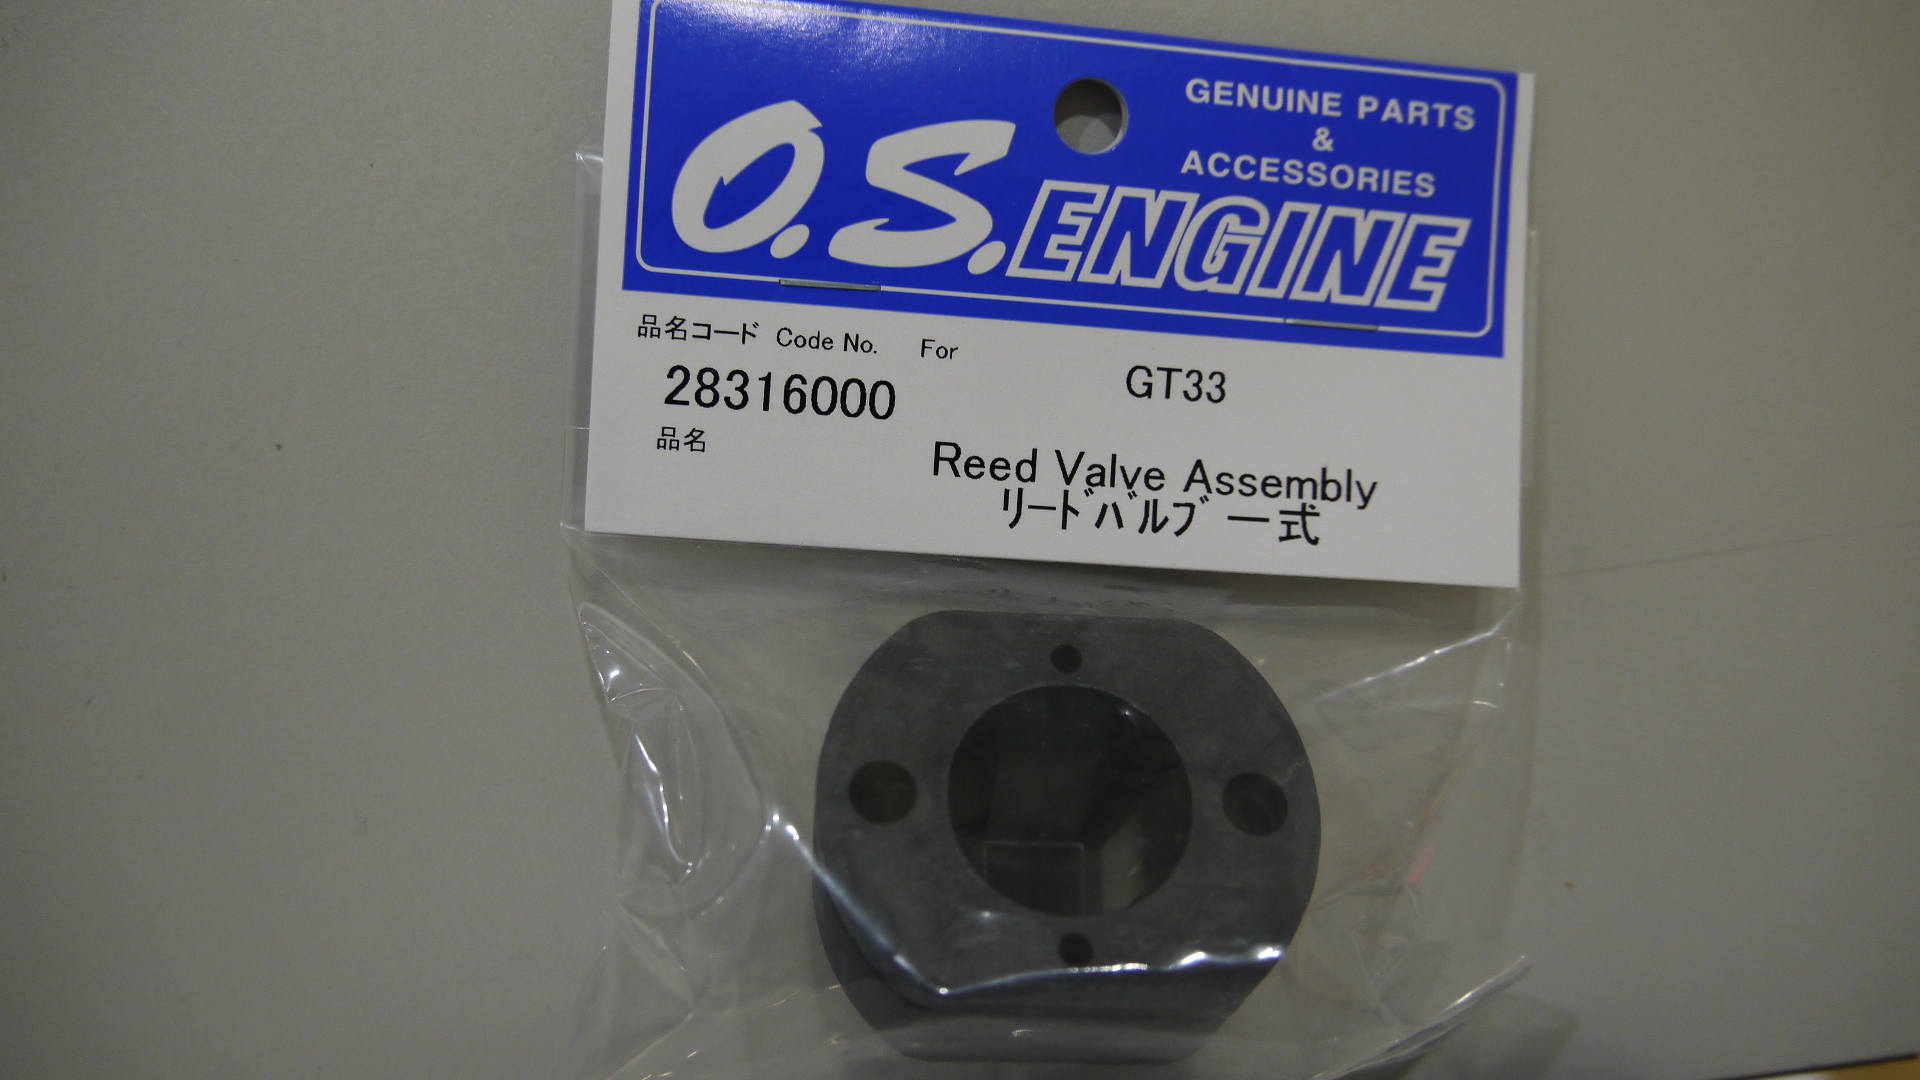 GENUINE PARTS
&
ACCESSORIES
O.S.ENGINE
品名コード Code No. For
28316000 GT33
品名
Reed Valve Assembly
リードバルブ一式